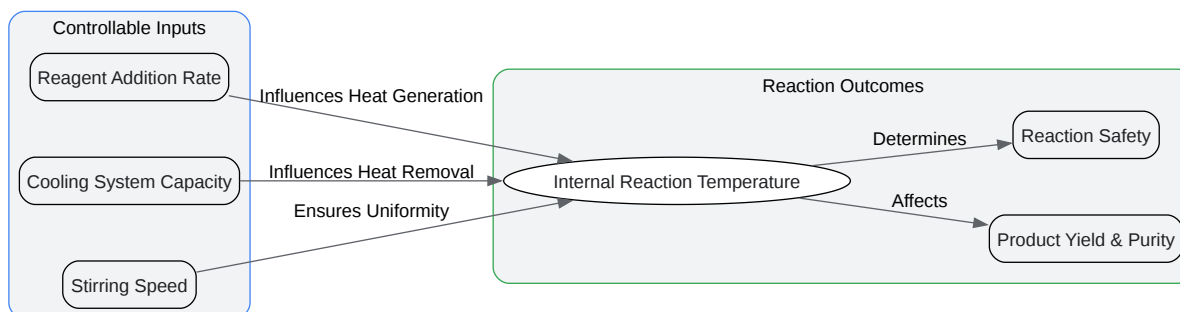 Controllable Inputs
Reagent Addition Rate
Cooling System Capacity
Stirring Speed
Influences Heat Generation
Influences Heat Removal
Ensures Uniformity
Reaction Outcomes
Internal Reaction Temperature
Determines
Affects
Reaction Safety
Product Yield & Purity